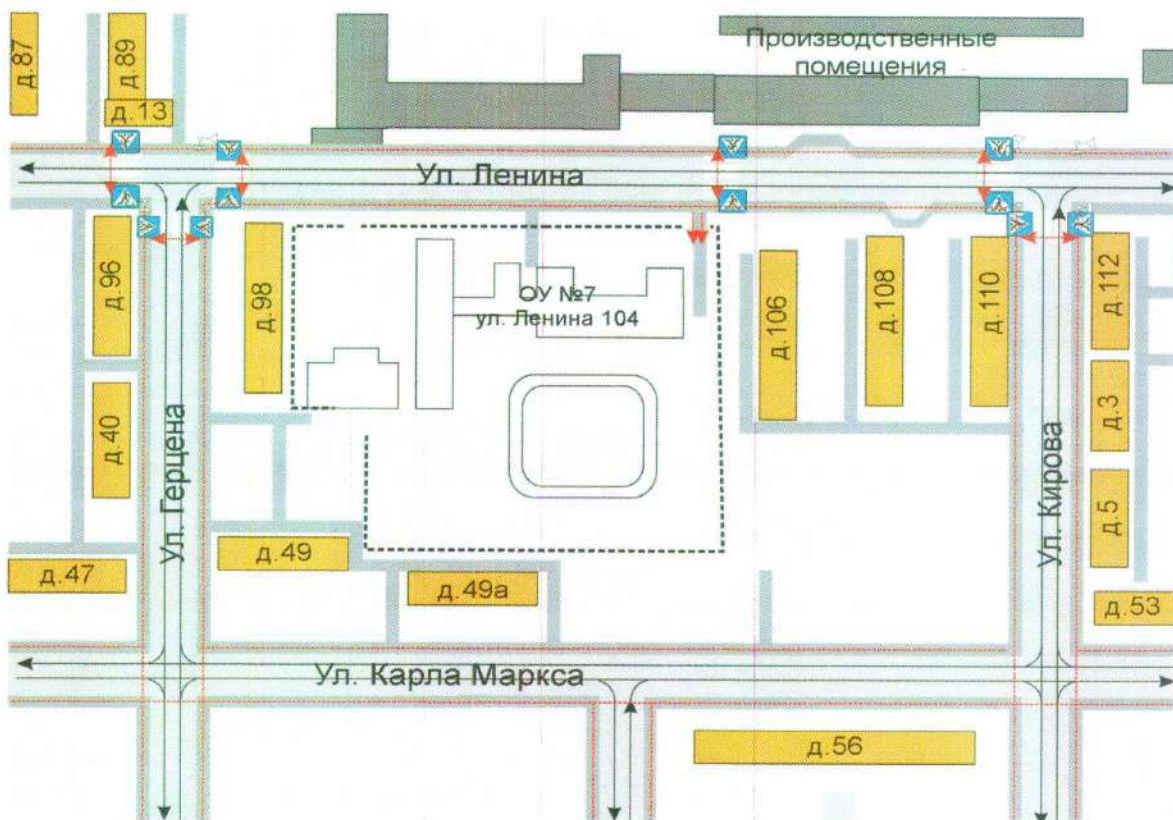 д.87
д.89
д.13
Производственные
помещения
Ул. Ленина
д.96
д.98
ОУ №7
ул. Ленина 104
д.106
д.108
д.110
д.112
д.40
Ул. Герцена
д.3
Ул. Кирова
д.5
д.49
д.47
д.49а
д.53
Ул. Карла Маркса
д.56